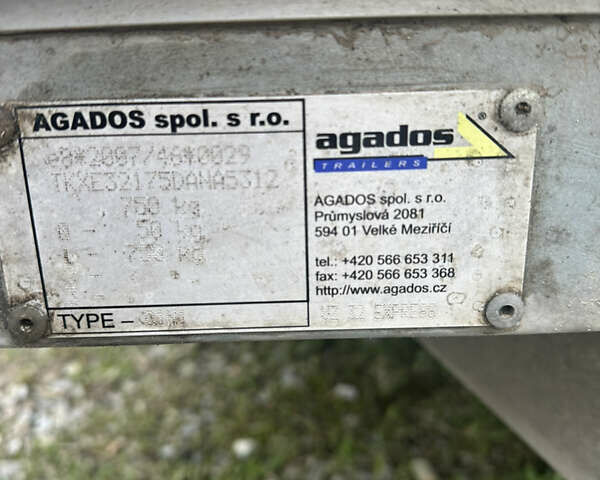 AGADOS spol. s r.o.
e8*2007/46*0029
TKXE32175DANA5312
750 kg
0 - 50 kg
- 750 kg
TYPE -
agados ®
TRAILERS
AGADOS spol. s r.o.
Průmyslová 2081
594 01 Velké Meziříčí
tel.: +420 566 653 311
fax: +420 566 653 368
http://www.agados.cz